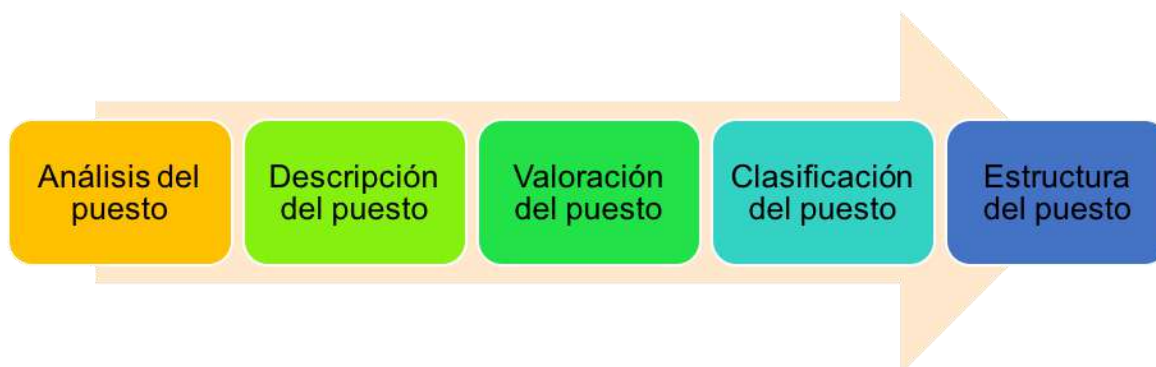 Análisis del
puesto
Descripción
del puesto
Valoración
del puesto
Clasificación
del puesto
Estructura
del puesto